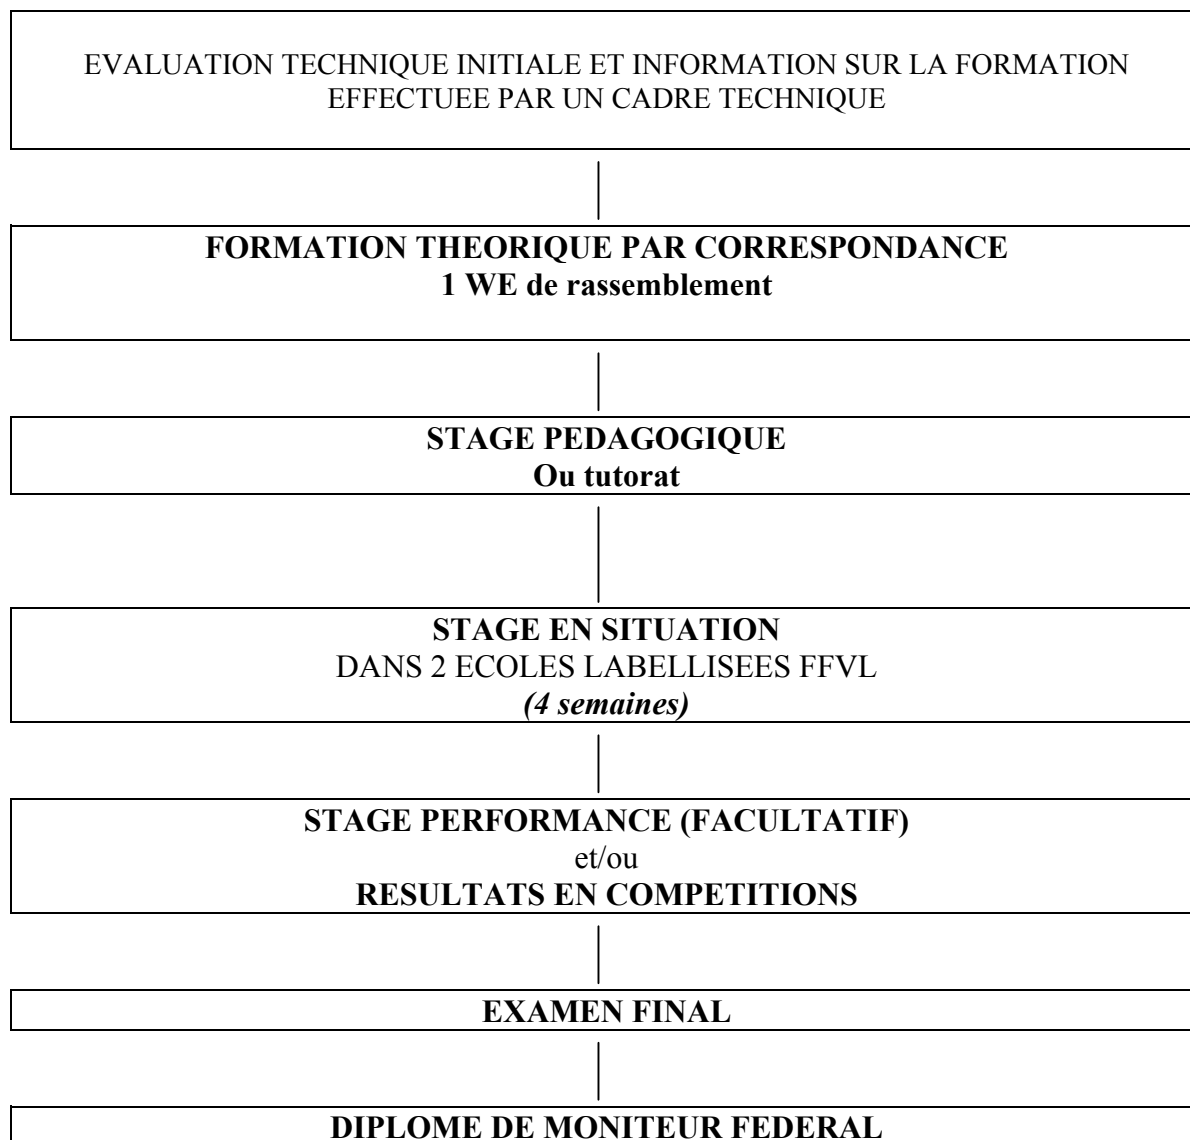 EVALUATION TECHNIQUE INITIALE ET INFORMATION SUR LA FORMATION
EFFECTUEE PAR UN CADRE TECHNIQUE
FORMATION THEORIQUE PAR CORRESPONDANCE
1 WE de rassemblement
STAGE PEDAGOGIQUE
Ou tutorat
STAGE EN SITUATION
DANS 2 ECOLES LABELLISEES FFVL
(4 semaines)
STAGE PERFORMANCE (FACULTATIF)
et/ou
RESULTATS EN COMPETITIONS
EXAMEN FINAL
DIPLOME DE MONITEUR FEDERAL